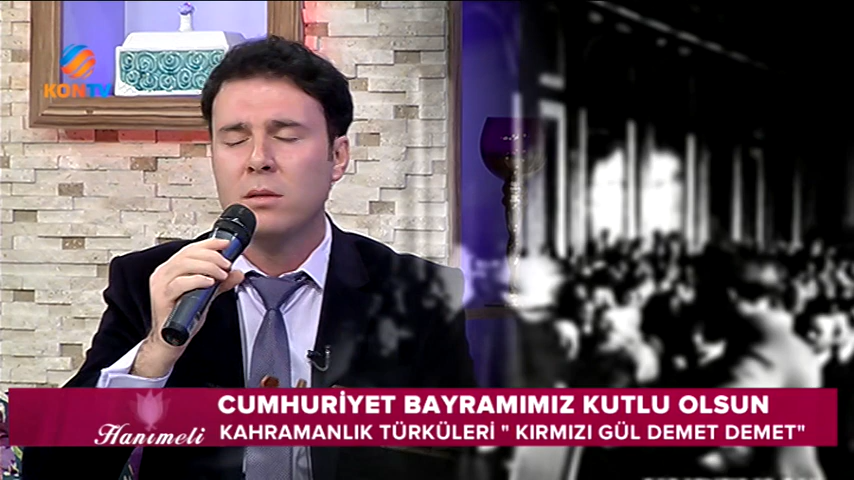 KONTV
CUMHURİYET BAYRAMIMIZ KUTLU OLSUN
Hanımeli
KAHRAMANLIK TÜRKÜLERİ " KIRMIZI GÜL DEMET DEMET"